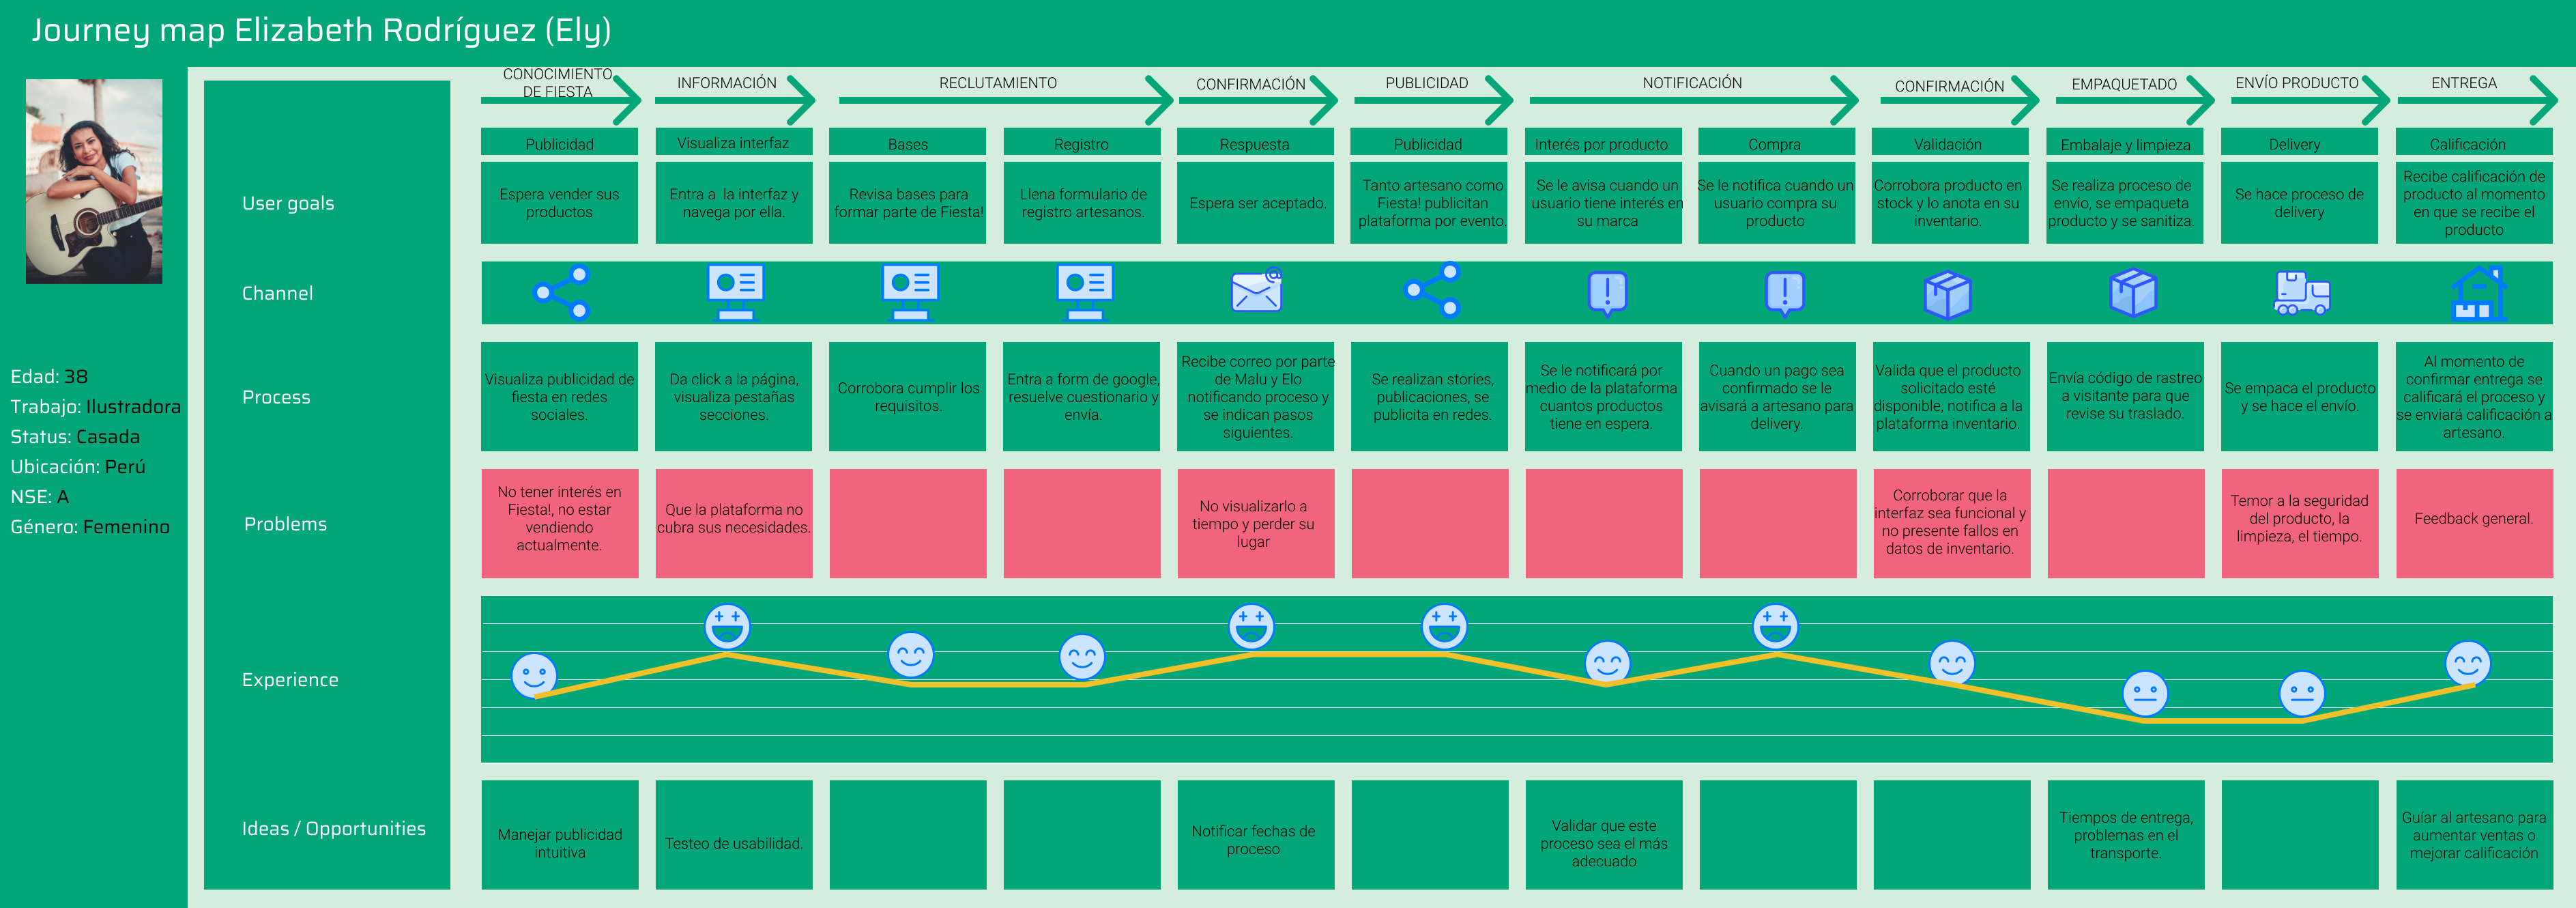 Journey map Elizabeth Rodríguez (Ely)
Edad: 38
Trabajo: Ilustradora
Status: Casada
Ubicación: Perú
NSE: A
Género: Femenino
CONOCIMIENTO
DE FIESTA
INFORMACIÓN
RECLUTAMIENTO
CONFIRMACIÓN
PUBLICIDAD
NOTIFICACIÓN
CONFIRMACIÓN
EMPAQUETADO
ENVÍO PRODUCTO
ENTREGA
Publicidad
Visualiza interfaz
Bases
Registro
Respuesta
Publicidad
Interés por producto
Compra
Validación
Embalaje y limpieza
Delivery
Calificación
User goals
Espera vender sus
productos
Entra a la interfaz y
navega por ella.
Revisa bases para
formar parte de Fiesta!
Llena formulario de
registro artesanos.
Espera ser aceptado.
Tanto artesano como
Fiesta! publicitan
plataforma por evento.
Se le avisa cuando un
usuario tiene interés en
su marca
Se le notifica cuando un
usuario compra su
producto
Corrobora producto en
stock y lo anota en su
inventario.
Se realiza proceso de
envio, se empaqueta
producto y se sanitiza.
Se hace proceso de
delivery
Recibe calificación de
producto al momento
en que se recibe el
producto
Channel
Process
Visualiza publicidad de
fiesta en redes
sociales.
Da click a la página,
visualiza pestañas
secciones.
Corrobora cumplir los
requisitos.
Entra a form de google,
resuelve cuestionario y
envía.
Recibe correo por parte
de Malu y Elo
notificando proceso y
se indican pasos
siguientes.
Se realizan stories,
publicaciones, se
publicita en redes.
Se le notificará por
medio de la plataforma
cuantos productos
tiene en espera.
Cuando un pago sea
confirmado se le
avisará a artesano para
delivery.
Valida que el producto
solicitado esté
disponible, notifica a la
plataforma inventario.
Envía código de rastreo
a visitante para que
revise su traslado.
Se empaca el producto
y se hace el envío.
Al momento de
confirmar entrega se
calificará el proceso y
se enviará calificación a
artesano.
Problems
No tener interés en
Fiesta!, no estar
vendiendo
actualmente.
Que la plataforma no
cubra sus necesidades.
No visualizarlo a
tiempo y perder su
lugar
Corroborar que la
interfaz sea funcional y
no presente fallos en
datos de inventario.
Temor a la seguridad
del producto, la
limpieza, el tiempo.
Feedback general.
Experience
Ideas / Opportunities
Manejar publicidad
intuitiva
Testeo de usabilidad.
Notificar fechas de
proceso
Validar que este
proceso sea el más
adecuado
Tiempos de entrega,
problemas en el
transporte.
Guíar al artesano para
aumentar ventas o
mejorar calificación